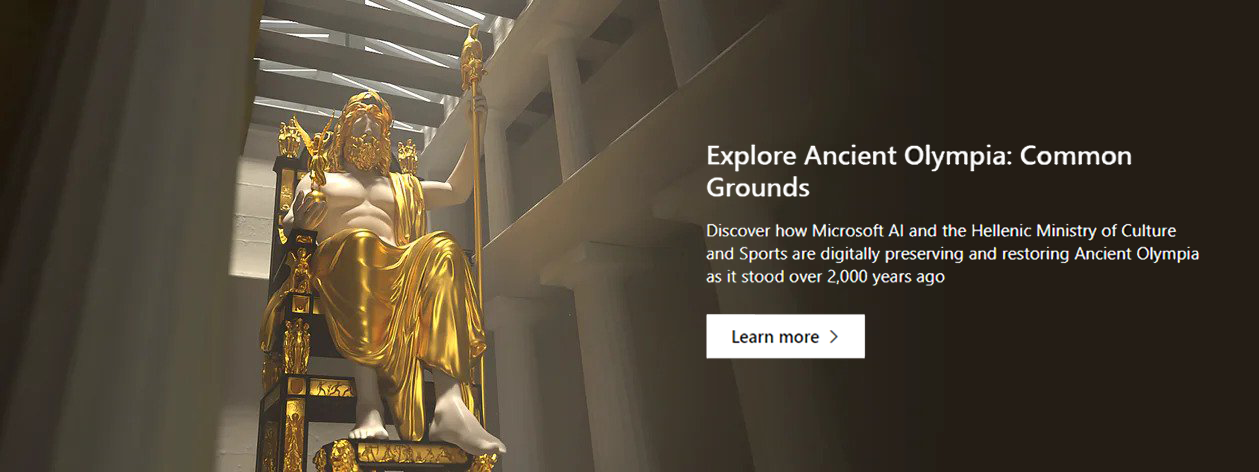 Explore Ancient Olympia: Common
Grounds
Discover how Microsoft AI and the Hellenic Ministry of Culture
and Sports are digitally preserving and restoring Ancient Olympia
as it stood over 2,000 years ago
Learn more